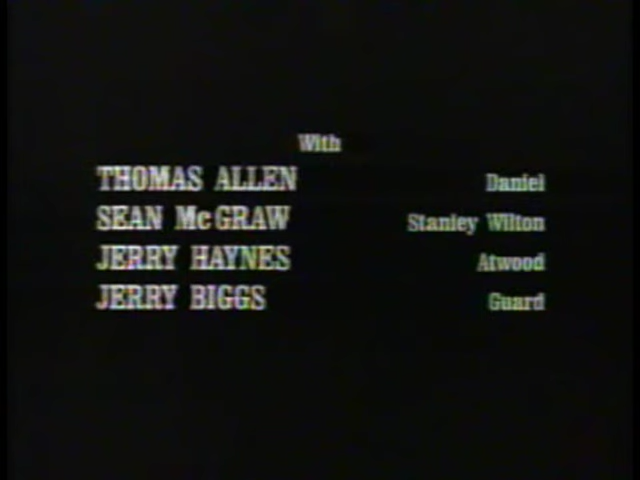 With
THOMAS ALLEN Daniel
SEAN McGRAW Stanley Wilton
JERRY HAYNES Atwood
JERRY BIGGS Guard